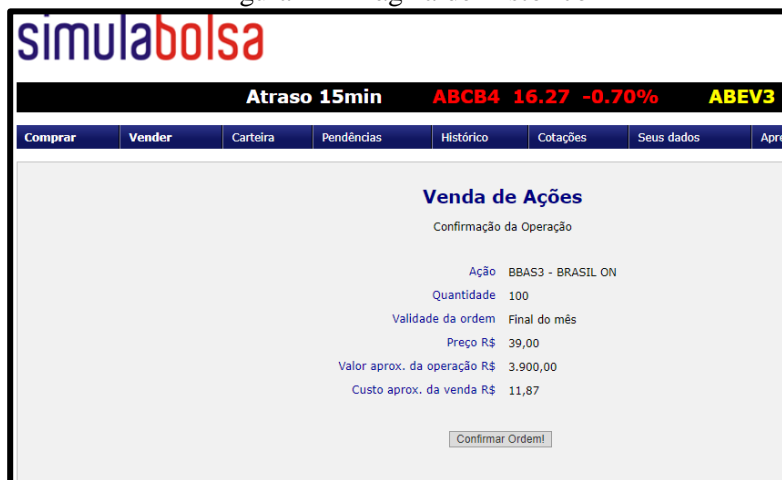 simulabolsa
Atraso 15min ABCB4 16.27 -0.70% ABEV3
Comprar Vender Carteira Pendências Histórico Cotações Seus dados
Venda de Ações
Confirmação da Operação
Ação BBAS3 - BRASIL ON
Quantidade 100
Validade da ordem Final do mês
Preço R$ 39,00
Valor aprox. da operação R$ 3.900,00
Custo aprox. da venda R$ 11,87
Confirmar Ordem!